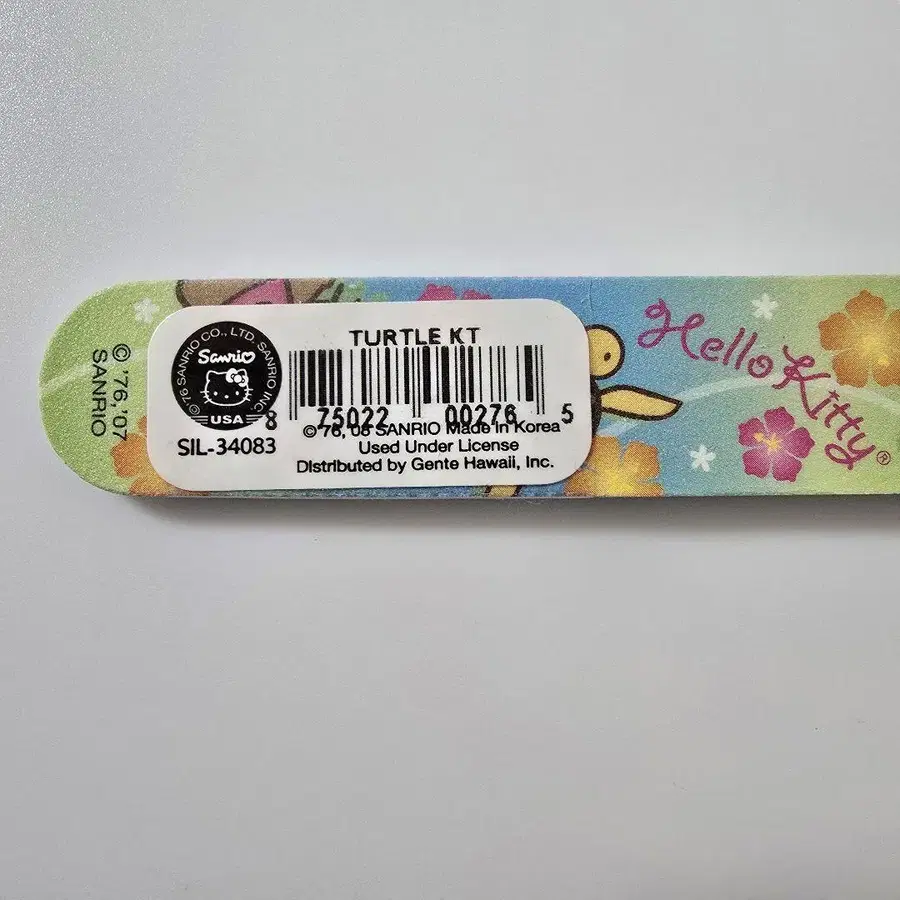 © '76,'07
SANRIO
© '76 SANRIO CO., LTD. SANRIO INC.
Sanrio
USA
SIL-34083
TURTLE KT
8 75022 00276 5
© 76, 08 SANRIO Made in Korea
Used Under License
Distributed by Gente Hawaii, Inc.
Hello Kitty®